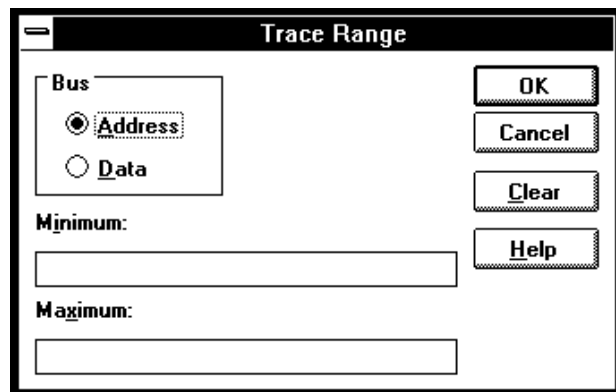 Trace Range
Bus
Address
Data
Minimum:
Maximum:
OK
Cancel
Clear
Help